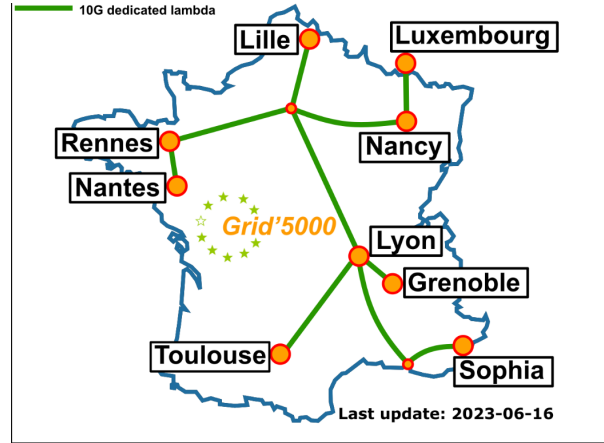 10G dedicated lambda
Lille
Luxembourg
Rennes
Nancy
Nantes
Grid'5000
Lyon
Grenoble
Toulouse
Sophia
Last update: 2023-06-16